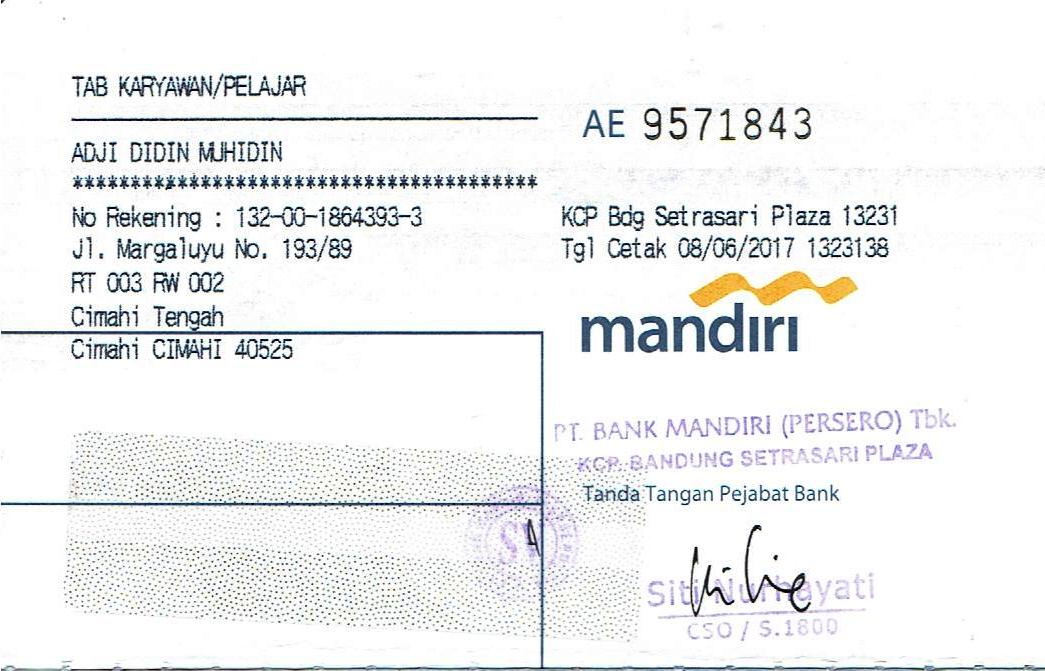 TAB KARYAWAN/PELAJAR
AE 9571843
ADJI DIDIN MUHIDIN
****************************************
No Rekening : 132-00-1864393-3
Jl. Margaluyu No. 193/89
RT 003 RW 002
Cimahi Tengah
Cimahi CIMAHI 40525
KCP Bdg Setrasari Plaza 13231
Tgl Cetak 08/06/2017 1323138
mandiri
PT. BANK MANDIRI (PERSERO) Tbk.
KCP. BANDUNG SETRASARI PLAZA
Tanda Tangan Pejabat Bank
Siti Nurhayati
CSO / S.1800